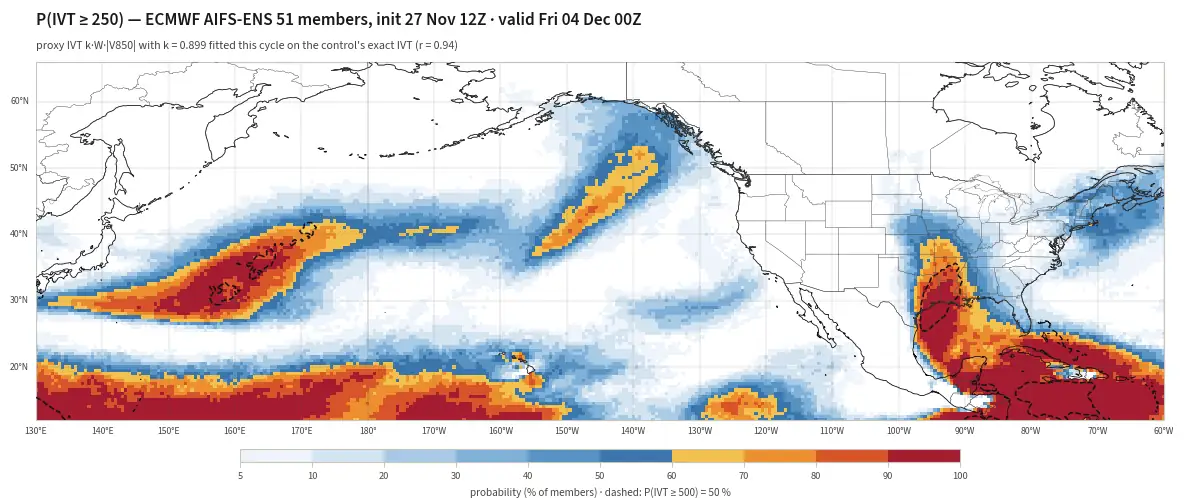 P(IVT ≥ 250) — ECMWF AIFS-ENS 51 members, init 27 Nov 12Z · valid Fri 04 Dec 00Z
proxy IVT k·W·|V850| with k = 0.899 fitted this cycle on the control's exact IVT (r = 0.94)
60°N
50°N
40°N
30°N
20°N
130°E 140°E 150°E 160°E 170°E 180° 170°W 160°W 150°W 140°W 130°W 120°W 110°W 100°W 90°W 80°W 70°W 60°W
5 10 20 30 40 50 60 70 80 90 100
probability (% of members) · dashed: P(IVT ≥ 500) = 50 %